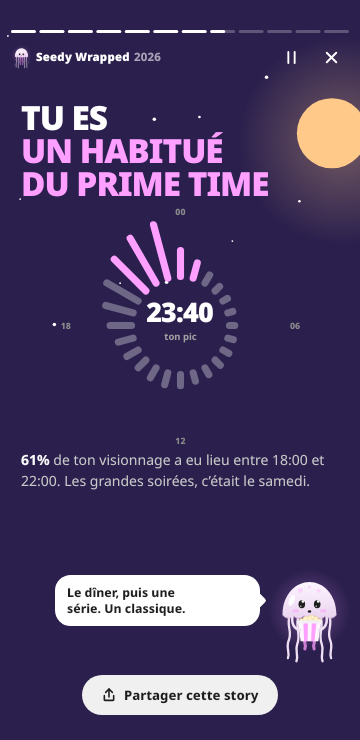 Seedy Wrapped 2026
TU ES
UN HABITUÉ
DU PRIME TIME
00
23:40
ton pic
18
06
12
61% de ton visionnage a eu lieu entre 18:00 et
22:00. Les grandes soirées, c’était le samedi.
Le dîner, puis une
série. Un classique.
Partager cette story